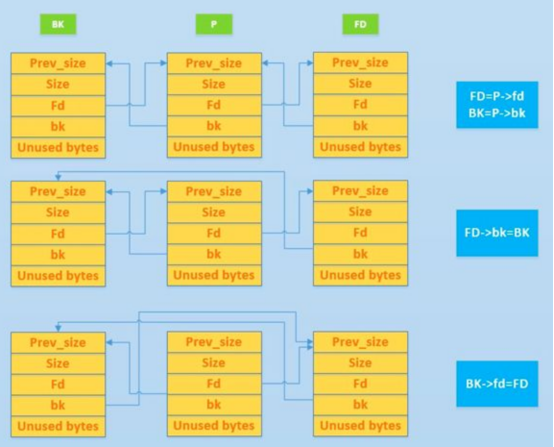 BK
P
FD
Prev_size
Size
Fd
bk
Unused bytes
Prev_size
Size
Fd
bk
Unused bytes
Prev_size
Size
Fd
bk
Unused bytes
FD=P->fd
BK=P->bk
Prev_size
Size
Fd
bk
Unused bytes
Prev_size
Size
Fd
bk
Unused bytes
Prev_size
Size
Fd
bk
Unused bytes
FD->bk=BK
Prev_size
Size
Fd
bk
Unused bytes
Prev_size
Size
Fd
bk
Unused bytes
Prev_size
Size
Fd
bk
Unused bytes
BK->fd=FD